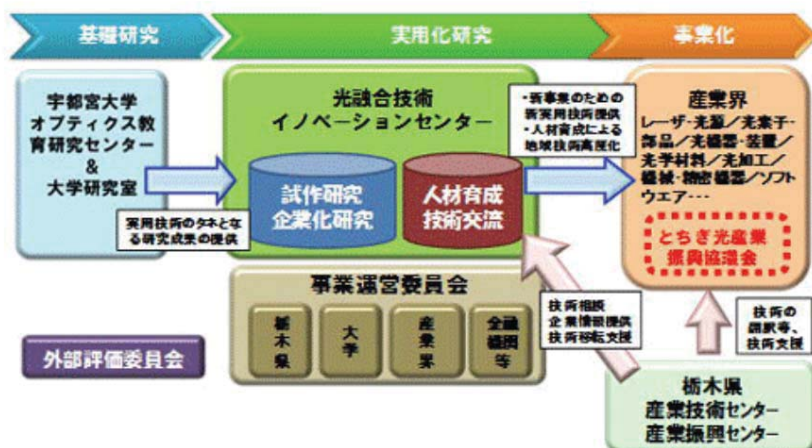 基礎研究
実用化研究
事業化
宇都宮大学
オプティクス教
育研究センター
&
大学研究室
実用技術のタネとな
る研究成果の提供
光融合技術
イノベーションセンター
試作研究
企業化研究
人材育成
技術交流
・新事業のための
新実用技術提供
・人材育成による
地域技術高度化
産業界
レーザ・光源/光素子・
部品/光機器・装置/
光学材料/光加工/
機械・精密機器/ソフト
ウエア・・・
とちぎ光産業
振興協議会
事業運営委員会
栃木県
大学
産業界
金融機関等
外部評価委員会
技術相談
企業情報提供
技術移転支援
技術の
翻訳等、
技術支援
栃木県
産業技術センター
産業振興センター